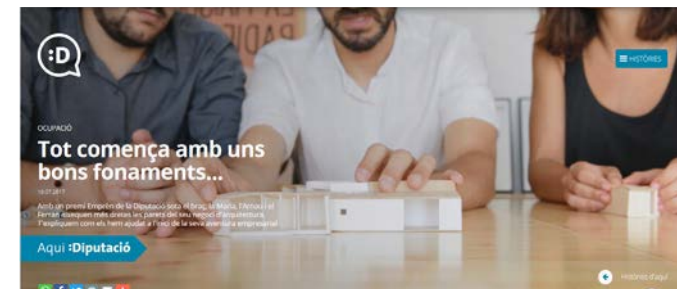 :D
HISTÒRIES
OCUPACIÓ
Tot comença amb uns
bons fonaments...
Amb un premi Emprèn de la Diputació sota el braç, la Maria, l'Arnau i el
Ferran aixequen més dretes les parets del seu negoci d'arquitectura.
T'expliquem com els hem ajudat a l'inici de la seva aventura empresarial
Aquí :Diputació
Històries d'aquí